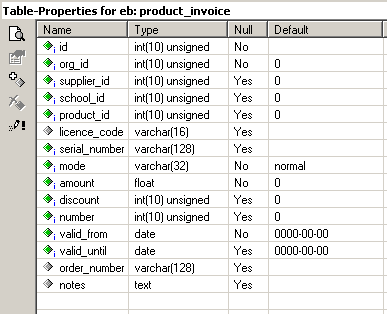 Table-Properties for eb: product_invoice
Name Type Null Default
id int(10) unsigned No
org_id int(10) unsigned No 0
supplier_id int(10) unsigned Yes 0
school_id int(10) unsigned Yes 0
product_id int(10) unsigned Yes 0
licence_code varchar(16) Yes
serial_number varchar(128) Yes
mode varchar(32) No normal
amount float No 0
discount int(10) unsigned Yes 0
number int(10) unsigned Yes 0
valid_from date No 0000-00-00
valid_until date Yes 0000-00-00
order_number varchar(128) Yes
notes text Yes